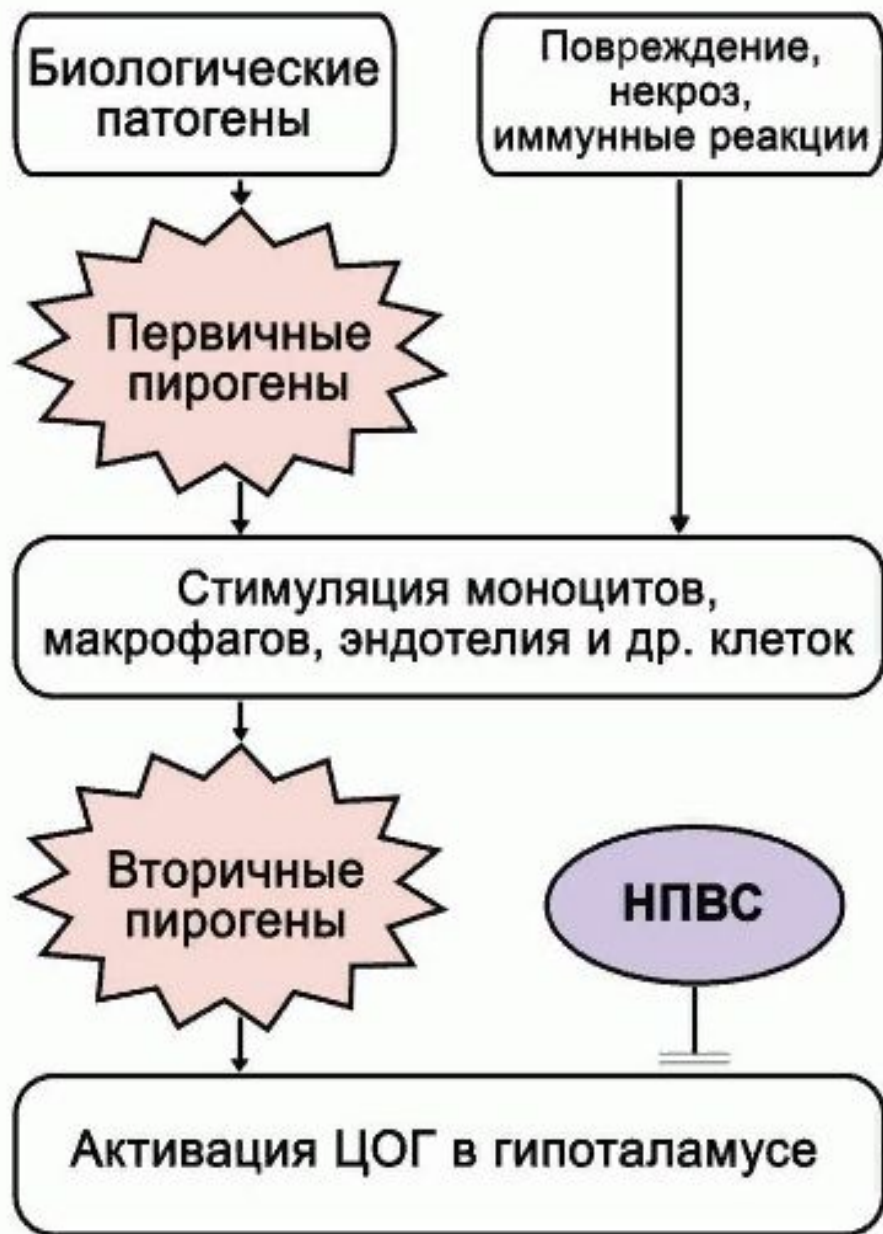 Биологические
патогены
Повреждение,
некроз,
иммунные реакции
Первичные
пирогены
Стимуляция моноцитов,
макрофагов, эндотелия и др. клеток
Вторичные
пирогены
НПВС
Активация ЦОГ в гипоталамусе